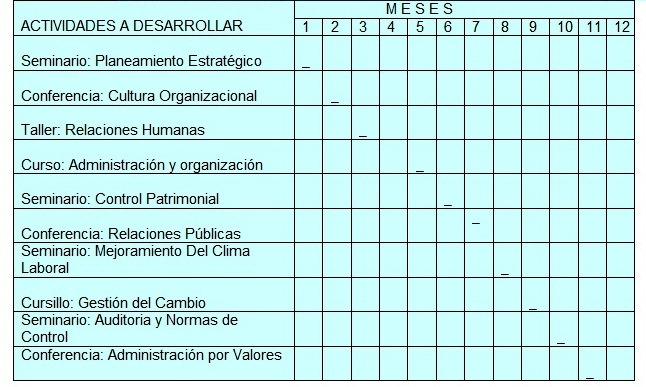 M E S E S
ACTIVIDADES A DESARROLLAR 1 2 3 4 5 6 7 8 9 10 11 12
Seminario: Planeamiento Estratégico _
Conferencia: Cultura Organizacional _
Taller: Relaciones Humanas _
Curso: Administración y organización _
Seminario: Control Patrimonial _
Conferencia: Relaciones Públicas _
Seminario: Mejoramiento Del Clima
Laboral _
Cursillo: Gestión del Cambio _
Seminario: Auditoria y Normas de
Control _
Conferencia: Administración por Valores _